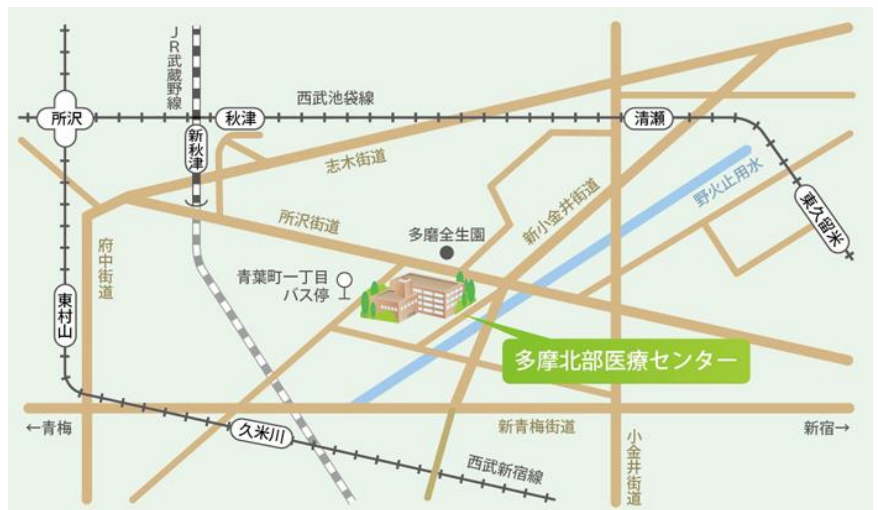 JR武蔵野線
西武池袋線
所沢
秋津
清瀬
新秋津
志木街道
新小金井街道
野火止用水
東久留米
所沢街道
多磨全生園
府中街道
青葉町一丁目
バス停
東村山
多摩北部医療センター
←青梅
久米川
新青梅街道
小金井街道
新宿→
西武新宿線